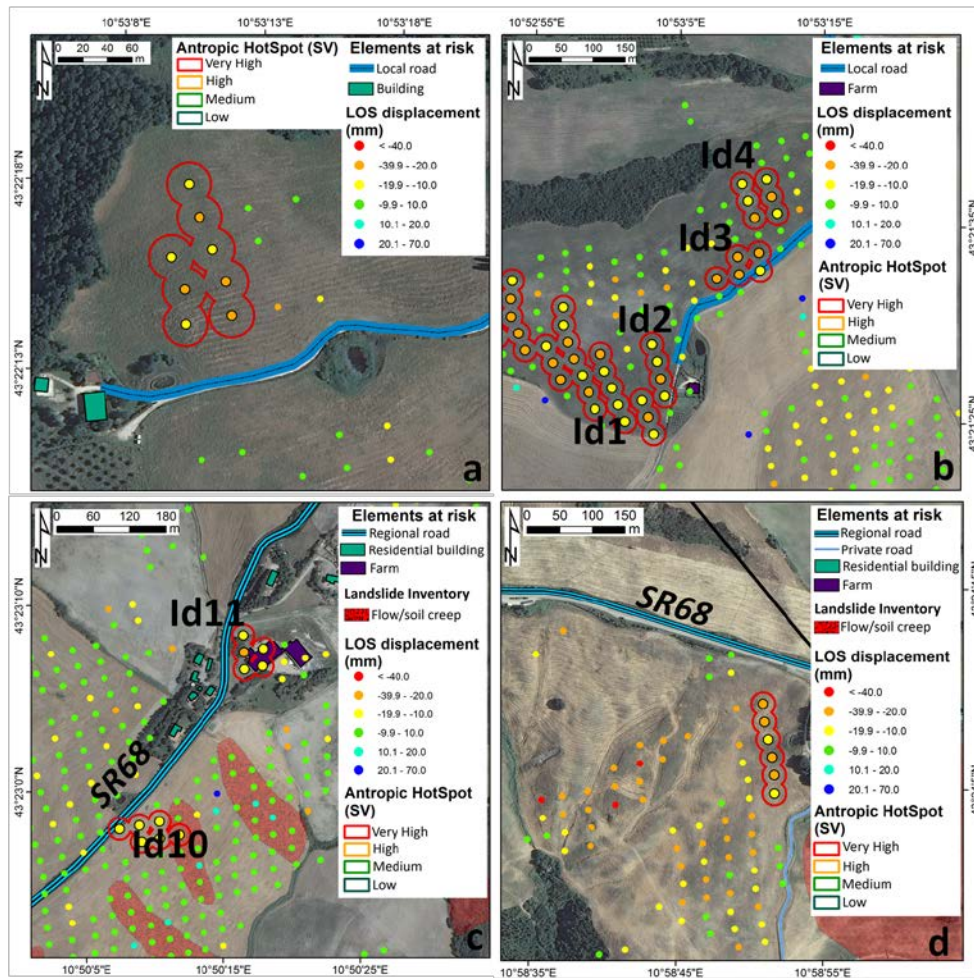 10°53'8"E 10°53'13"E 10°53'18"E
0 20 40 60
m
N
Antropic HotSpot (SV)
Very High
High
Medium
Low
Elements at risk
Local road
Building
LOS displacement
(mm)
< -40.0
-39.9 - -20.0
-19.9 - -10.0
-9.9 - 10.0
10.1 - 20.0
20.1 - 70.0
43°22'18"N
43°22'13"N
a
10°52'55"E 10°53'5"E 10°53'15"E
0 50 100 150
m
N
Elements at risk
Local road
Farm
LOS displacement
(mm)
< -40.0
-39.9 - -20.0
-19.9 - -10.0
-9.9 - 10.0
10.1 - 20.0
20.1 - 70.0
Antropic HotSpot
(SV)
Very High
High
Medium
Low
Id4
Id3
Id2
Id1
43°21'36"N
43°21'26"N
b
0 60 120 180
m
N
Elements at risk
Regional road
Residential building
Farm
Landslide Inventory
Flow/soil creep
LOS displacement
(mm)
< -40.0
-39.9 - -20.0
-19.9 - -10.0
-9.9 - 10.0
10.1 - 20.0
20.1 - 70.0
Antropic HotSpot
(SV)
Very High
High
Medium
Low
Id11
SR68
Id10
43°23'10"N
43°23'0"N
c
10°50'5"E 10°50'15"E 10°50'25"E
0 50 100 150
m
N
Elements at risk
Regional road
Private road
Residential building
Farm
Landslide Inventory
Flow/soil creep
LOS displacement
(mm)
< -40.0
-39.9 - -20.0
-19.9 - -10.0
-9.9 - 10.0
10.1 - 20.0
20.1 - 70.0
Antropic HotSpot
(SV)
Very High
High
Medium
Low
SR68
d
10°58'35"E 10°58'45"E 10°58'55"E